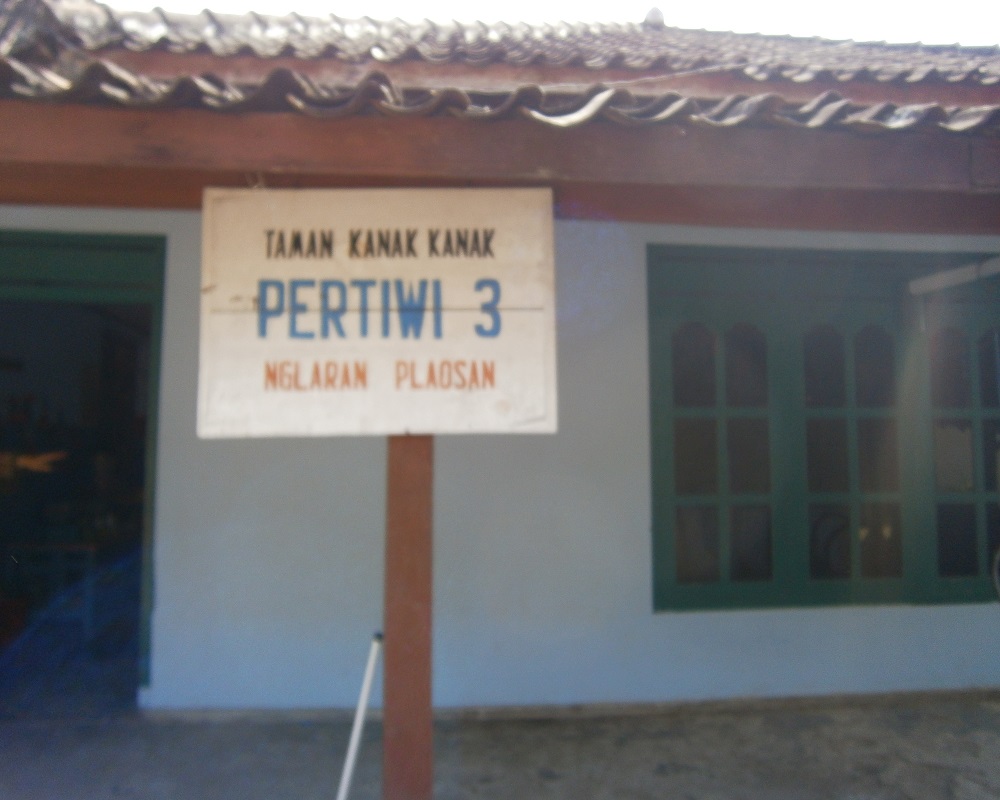 TAMAN KANAK KANAK
PERTIWI 3
NGLARAN PLAOSAN